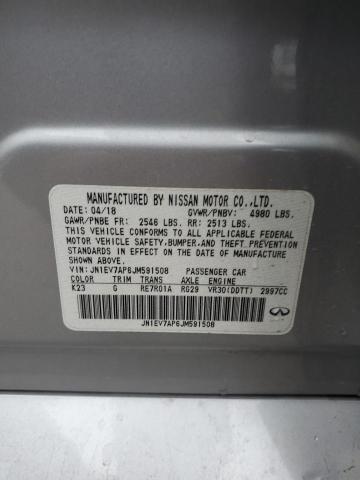 MANUFACTURED BY NISSAN MOTOR CO.,LTD.
DATE: 04/18 GVWR/PNBV: 4980 LBS.
GAWR/PNBE FR: 2546 LBS. RR: 2513 LBS.
THIS VEHICLE CONFORMS TO ALL APPLICABLE FEDERAL
MOTOR VEHICLE SAFETY,BUMPER,AND THEFT PREVENTION
STANDARDS IN EFFECT ON THE DATE OF MANUFACTURE
SHOWN ABOVE.
VIN: JN1EV7AP6JM591508 PASSENGER CAR
COLOR TRIM TRANS AXLE ENGINE
K23 G RE7R01A RG29 VR30(DDTT) 2997CC
JN1EV7AP6JM591508